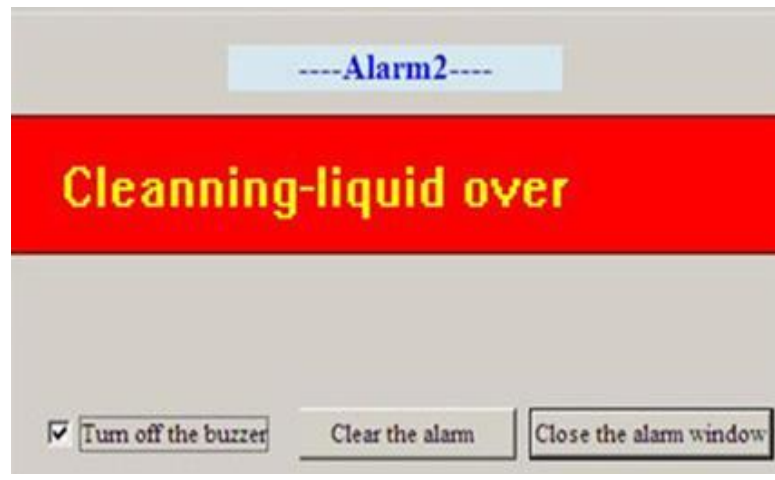 ----Alarm2----
Cleanning-liquid over
Turn off the buzzer
Clear the alarm
Close the alarm window